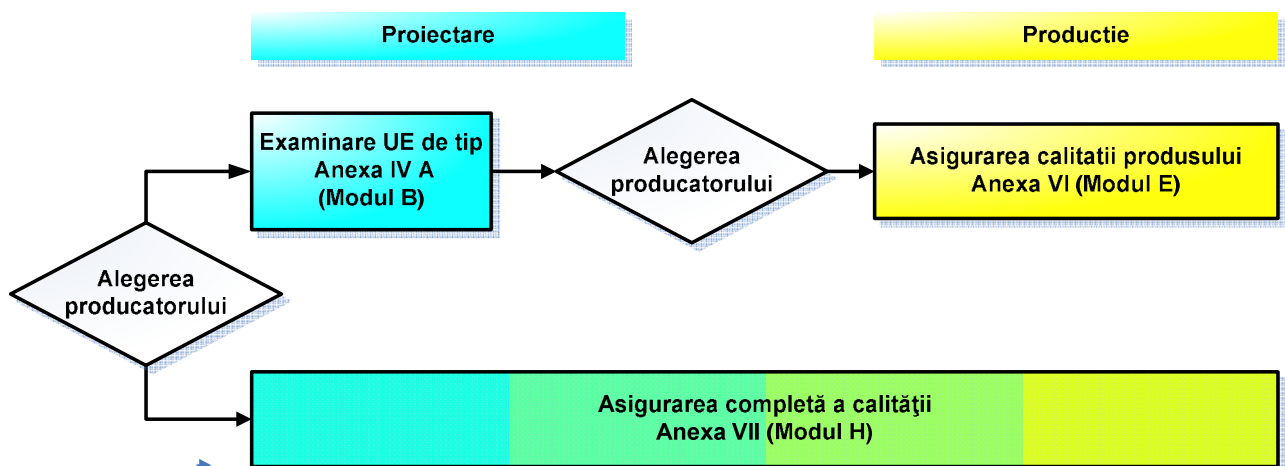 Proiectare
Productie
Examinare UE de tip
Anexa IV A
(Modul B)
Alegerea
producatorului
Asigurarea calitatii produsului
Anexa VI (Modul E)
Alegerea
producatorului
Asigurarea completă a calităţii
Anexa VII (Modul H)